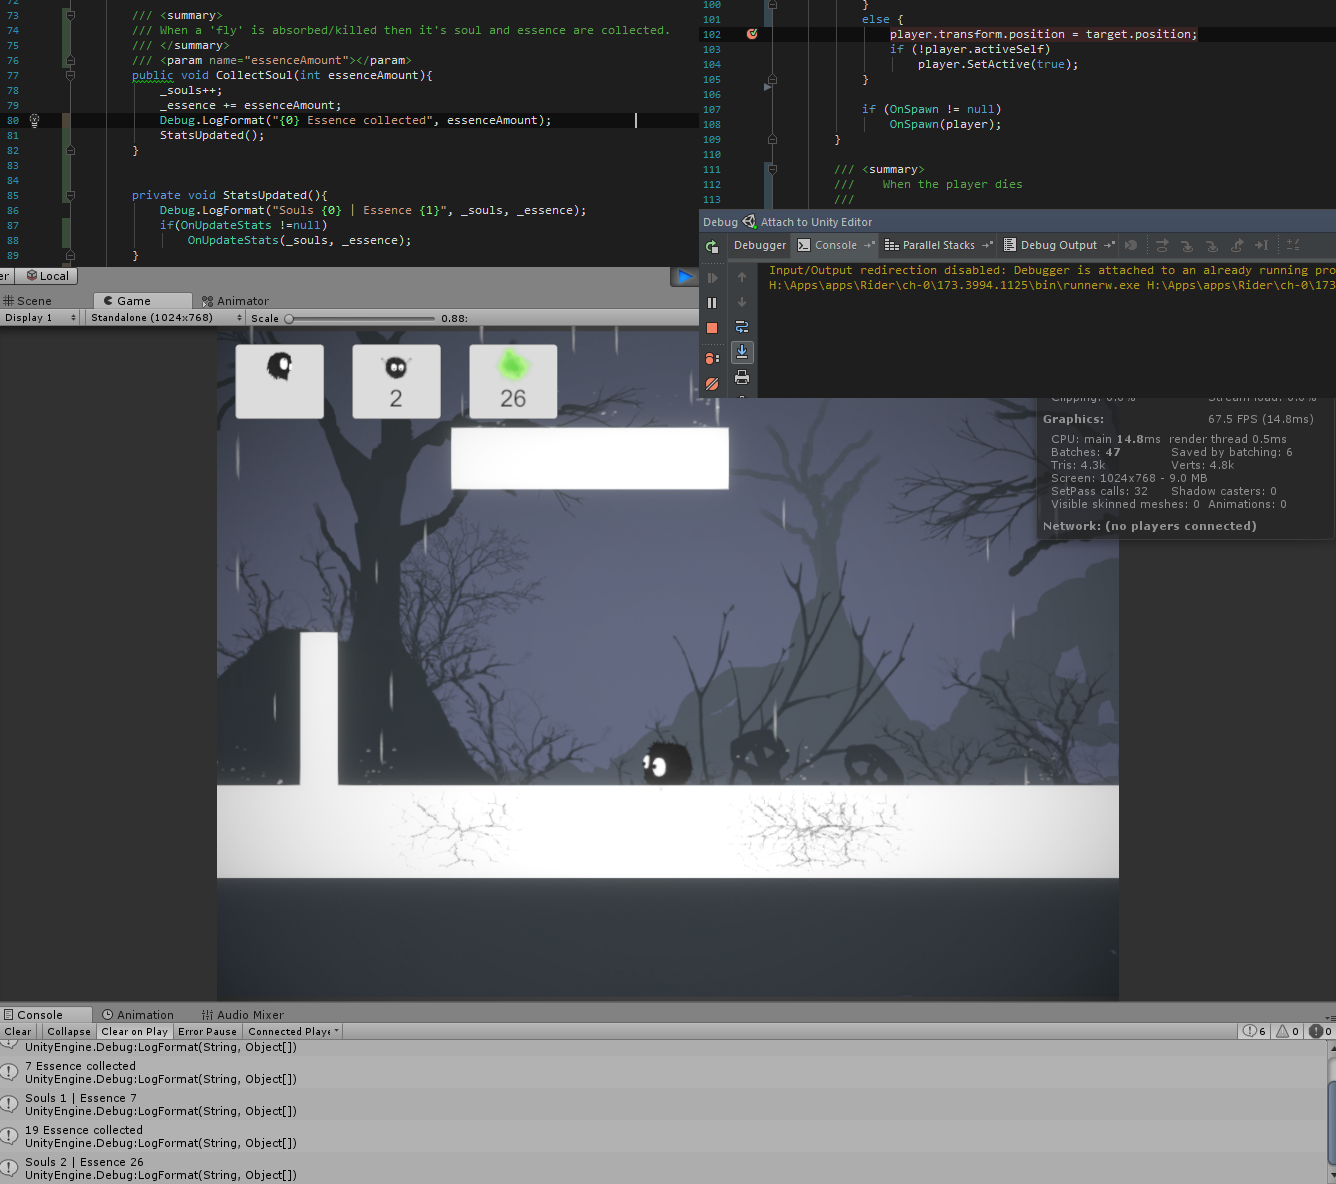 72
73 /// <summary>
74 /// When a 'fly' is absorbed/killed then it's soul and essence are collected.
75 /// </summary>
76 /// <param name="essenceAmount"></param>
77 public void CollectSoul(int essenceAmount){
78 _souls++;
79 _essence += essenceAmount;
80 Debug.LogFormat("{0} Essence collected", essenceAmount);
81 StatsUpdated();
82 }
83
84
85 private void StatsUpdated(){
86 Debug.LogFormat("Souls {0} | Essence {1}", _souls, _essence);
87 if(OnUpdateStats !=null)
88 OnUpdateStats(_souls, _essence);
89 }
100 }
101 else {
102 player.transform.position = target.position;
103 if (!player.activeSelf)
104 player.SetActive(true);
105 }
106
107 if (OnSpawn != null)
108 OnSpawn(player);
109 }
110
111 /// <summary>
112 /// When the player dies
113 ///
Debug Attach to Unity Editor
Debugger Console Parallel Stacks Debug Output
Input/Output redirection disabled: Debugger is attached to an already running pro
H:\Apps\apps\Rider\ch-0\173.3994.1125\bin\runnerw.exe H:\Apps\apps\Rider\ch-0\173
er Local
Scene Game Animator
Display 1 Standalone (1024x768) Scale 0.88:
2 26
Graphics: 67.5 FPS (14.8ms)
CPU: main 14.8ms render thread 0.5ms
Batches: 47 Saved by batching: 6
Tris: 4.3k Verts: 4.8k
Screen: 1024x768 - 9.0 MB
SetPass calls: 32 Shadow casters: 0
Visible skinned meshes: 0 Animations: 0
Network: (no players connected)
Console Animation Audio Mixer
Clear Collapse Clear on Play Error Pause Connected Playe 6 0 0
UnityEngine.Debug:LogFormat(String, Object[])
7 Essence collected
UnityEngine.Debug:LogFormat(String, Object[])
Souls 1 | Essence 7
UnityEngine.Debug:LogFormat(String, Object[])
19 Essence collected
UnityEngine.Debug:LogFormat(String, Object[])
Souls 2 | Essence 26
UnityEngine.Debug:LogFormat(String, Object[])